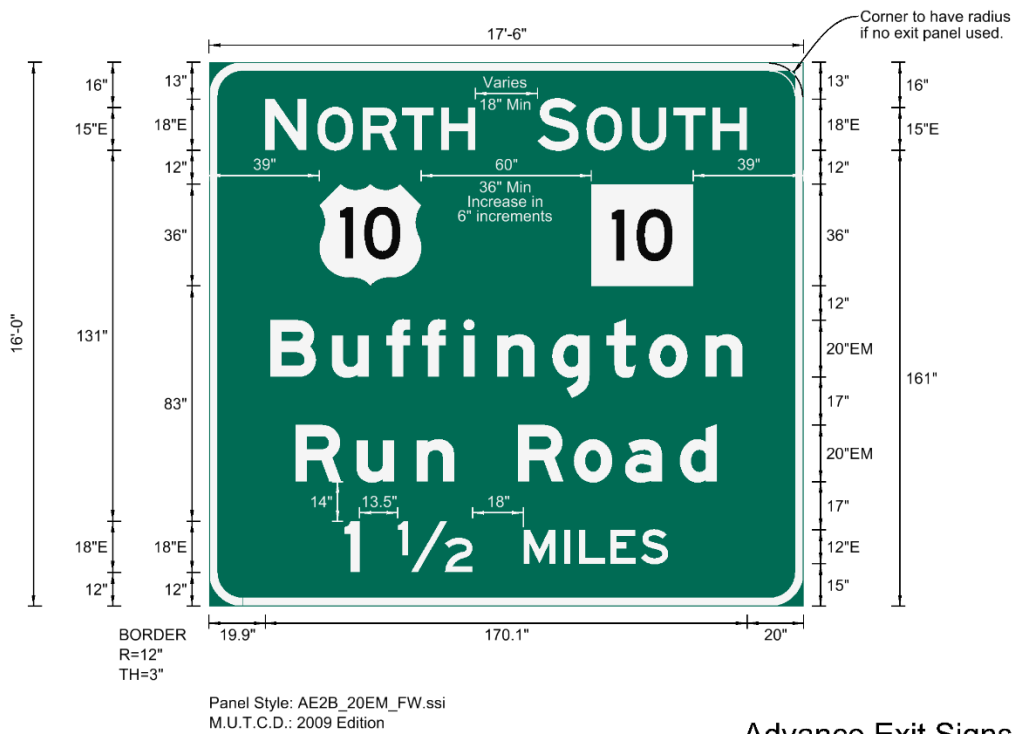 Corner to have radius
if no exit panel used.
17'-6"
16"
13"
Varies
13"
16"
15"E
18"E
NORTH
18" Min
SOUTH
18"E
15"E
12"
39"
60"
39"
12"
36" Min
Increase in
6" increments
36"
10
10
36"
16'-0"
131"
12"
Buffington
20"EM
161"
83"
17"
Run Road
20"EM
14"
13.5"
18"
17"
18"E
18"E
1 1/2 MILES
12"E
12"
12"
15"
BORDER
R=12"
TH=3"
19.9"
170.1"
20"
Panel Style: AE2B_20EM_FW.ssi
M.U.T.C.D.: 2009 Edition
Advance Exit Signs